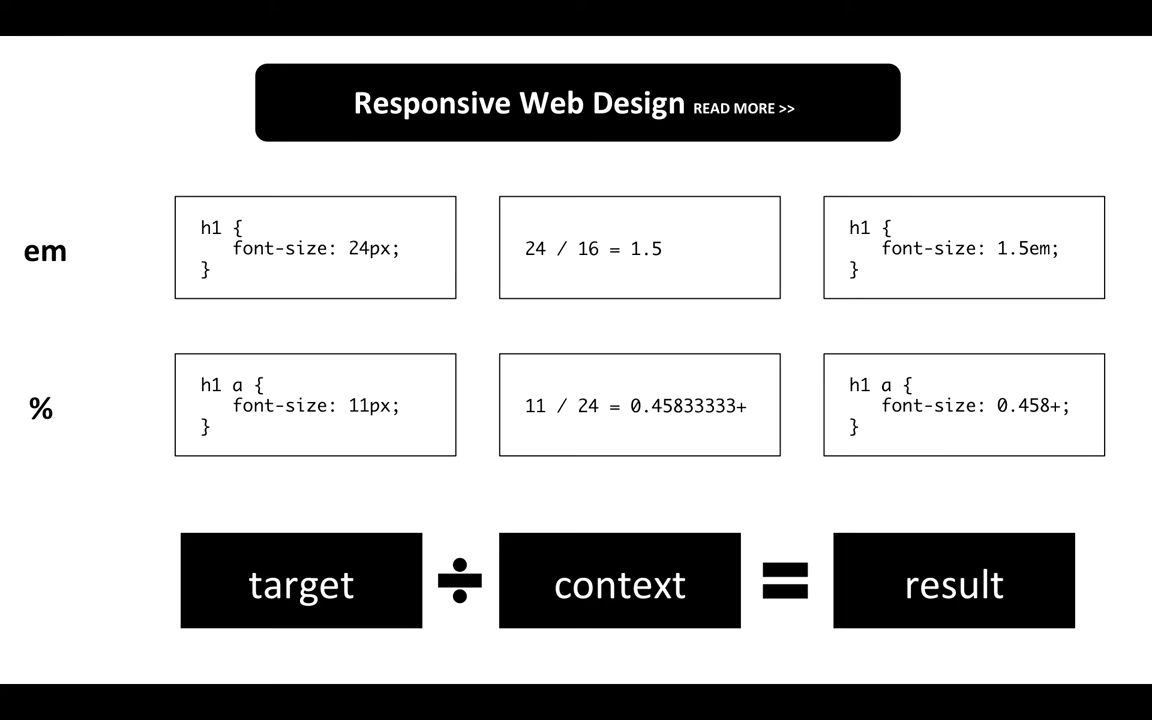 Responsive Web Design READ MORE >>
em
h1 {
font-size: 24px;
}
24 / 16 = 1.5
h1 {
font-size: 1.5em;
}
%
h1 a {
font-size: 11px;
}
11 / 24 = 0.45833333+
h1 a {
font-size: 0.458+;
}
target ÷ context = result